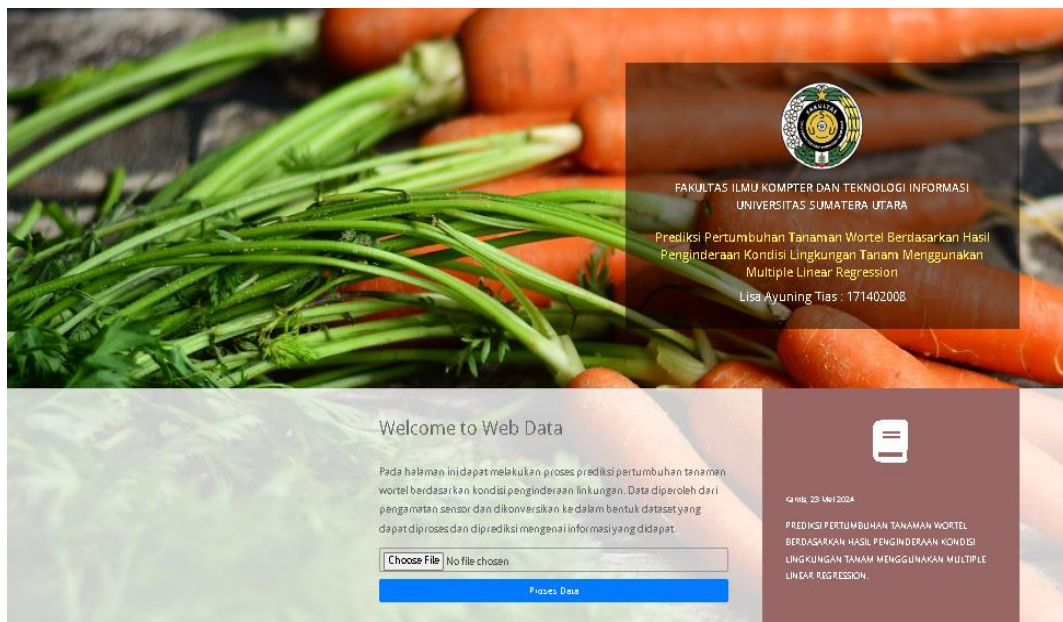 FAKULTAS
FAKULTAS ILMU KOMPTER DAN TEKNOLOGI INFORMASI
UNIVERSITAS SUMATERA UTARA
Prediksi Pertumbuhan Tanaman Wortel Berdasarkan Hasil
Penginderaan Kondisi Lingkungan Tanam Menggunakan
Multiple Linear Regression
Lisa Ayuning Tias : 171402008
Welcome to Web Data
Pada halaman ini dapat melakukan proses prediksi pertumbuhan tanaman
wortel berdasarkan kondisi penginderaan linkungan. Data diperoleh dari
pengamatan sensor dan dikonversikan ke dalam bentuk dataset yang
dapat diproses dan diprediksi mengenai informasi yang didapat.
Choose File No file chosen
Proses Data
Kamis, 23 Mei 2024
PREDIKSI PERTUMBUHAN TANAMAN WORTEL
BERDASARKAN HASIL PENGINDERAAN KONDISI
LINGKUNGAN TANAM MENGGUNAKAN MULTIPLE
LINEAR REGRESSION.